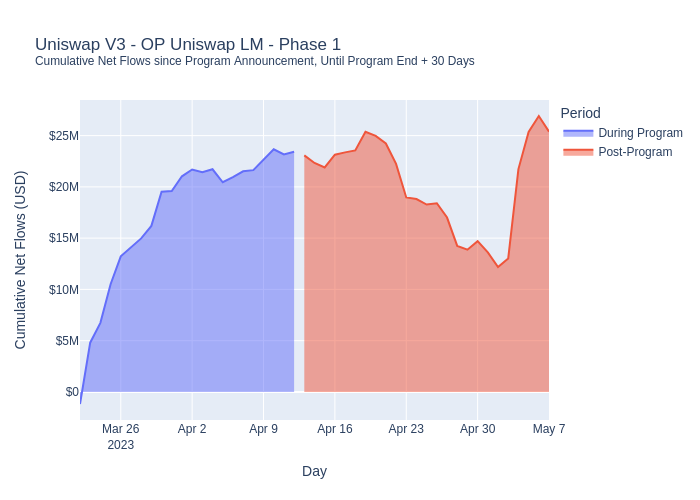 Uniswap V3 - OP Uniswap LM - Phase 1
Cumulative Net Flows since Program Announcement, Until Program End + 30 Days
Period
During Program
Post-Program
Cumulative Net Flows (USD)
$25M
$20M
$15M
$10M
$5M
$0
Mar 26
2023
Apr 2
Apr 9
Apr 16
Apr 23
Apr 30
May 7
Day